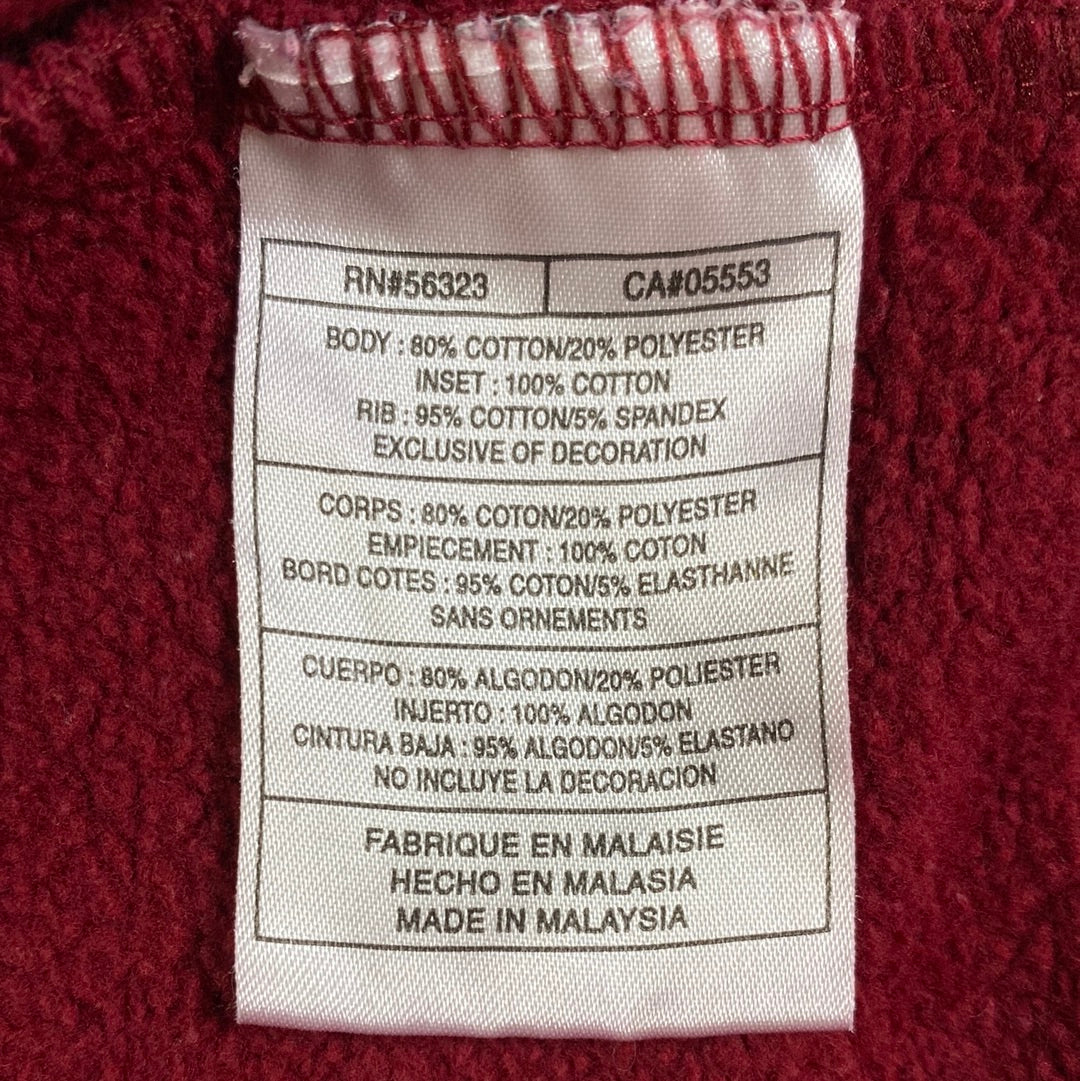 RN#56323 CA#05553
BODY : 80% COTTON/20% POLYESTER
INSET : 100% COTTON
RIB : 95% COTTON/5% SPANDEX
EXCLUSIVE OF DECORATION
CORPS : 80% COTON/20% POLYESTER
EMPIECEMENT : 100% COTON
BORD COTES : 95% COTON/5% ELASTHANNE
SANS ORNEMENTS
CUERPO : 80% ALGODON/20% POLIESTER
INJERTO : 100% ALGODON
CINTURA BAJA : 95% ALGODON/5% ELASTANO
NO INCLUYE LA DECORACION
FABRIQUE EN MALAISIE
HECHO EN MALASIA
MADE IN MALAYSIA